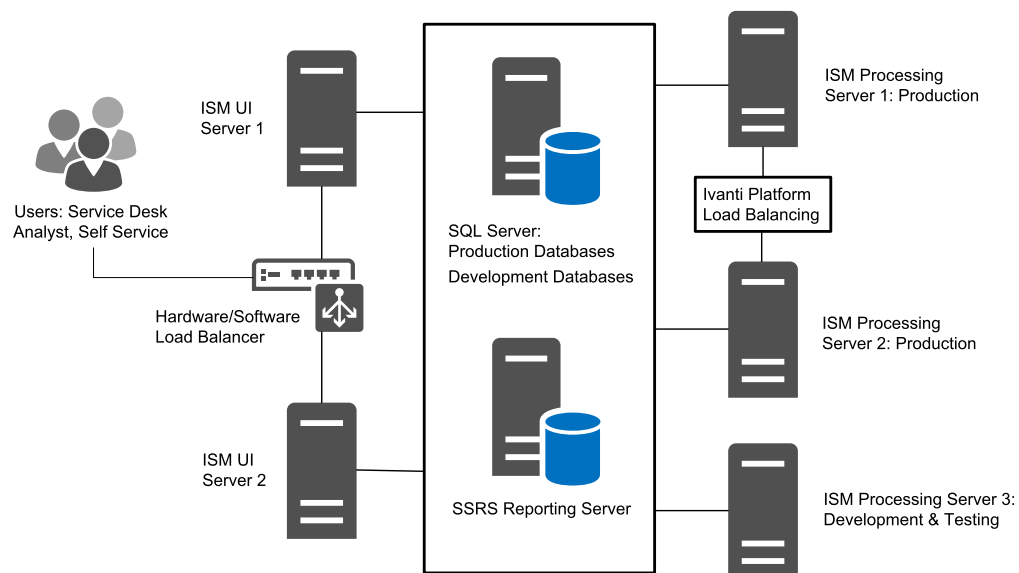 ISM UI
Server 1
Users: Service Desk
Analyst, Self Service
Hardware/Software
Load Balancer
ISM UI
Server 2
SQL Server:
Production Databases
Development Databases
SSRS Reporting Server
ISM Processing
Server 1: Production
Ivanti Platform
Load Balancing
ISM Processing
Server 2: Production
ISM Processing Server 3:
Development & Testing